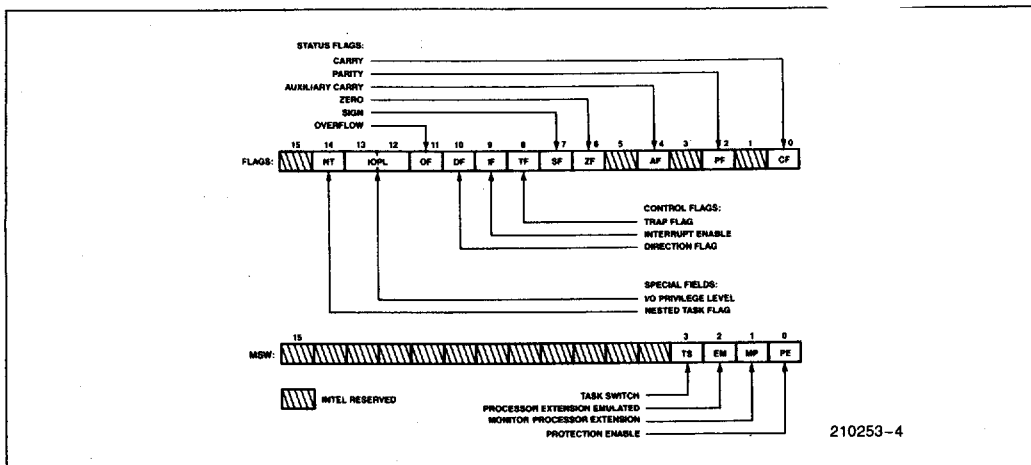 STATUS FLAGS:
CARRY
PARITY
AUXILIARY CARRY
ZERO
SIGN
OVERFLOW
15 14 13 12 11 10 9 8 7 6 5 4 3 2 1 0
FLAGS: NT IOPL OF DF IF TF SF ZF AF PF CF
CONTROL FLAGS:
TRAP FLAG
INTERRUPT ENABLE
DIRECTION FLAG
SPECIAL FIELDS:
I/O PRIVILEGE LEVEL
NESTED TASK FLAG
15 3 2 1 0
MSW: TS EM MP PE
INTEL RESERVED
TASK SWITCH
PROCESSOR EXTENSION EMULATED
MONITOR PROCESSOR EXTENSION
PROTECTION ENABLE
210253-4